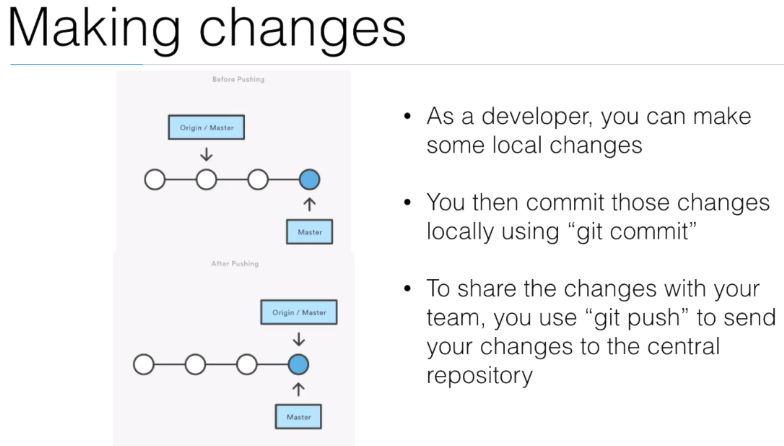 Making changes
Before Pushing
Origin / Master
Master
After Pushing
Origin / Master
Master
• As a developer, you can make
some local changes
• You then commit those changes
locally using “git commit”
• To share the changes with your
team, you use “git push” to send
your changes to the central
repository